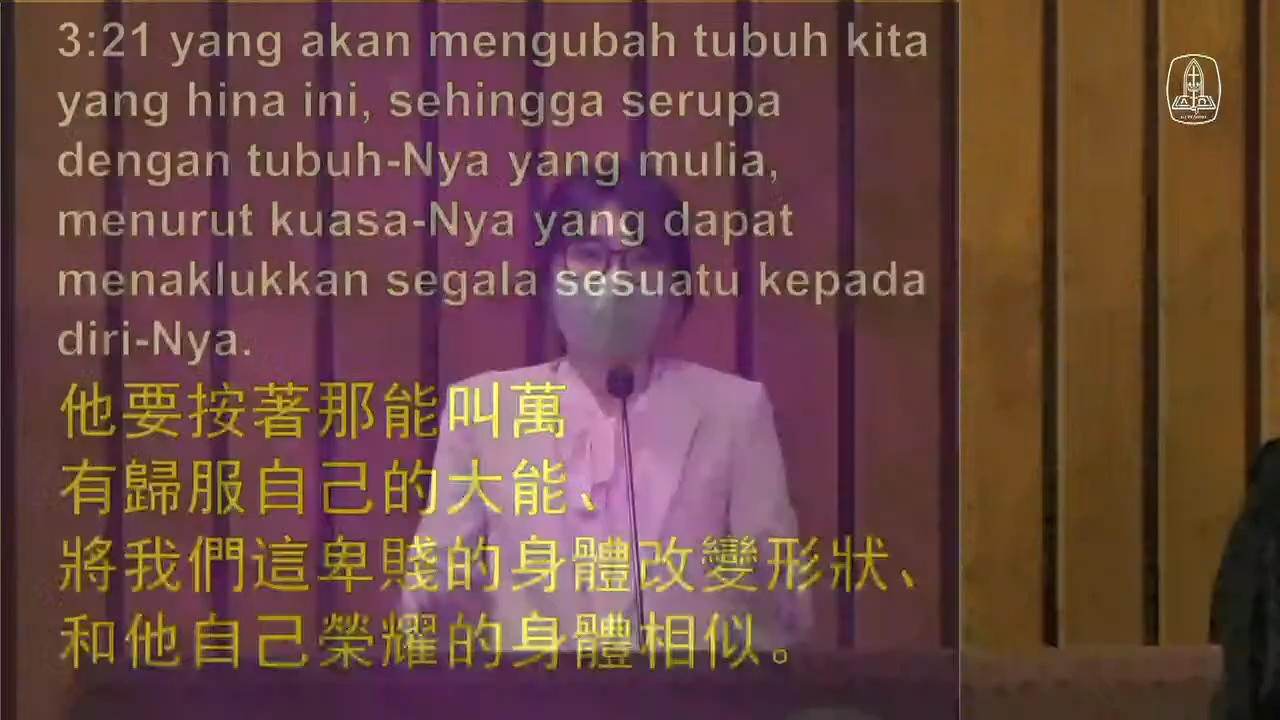 3:21 yang akan mengubah tubuh kita
yang hina ini, sehingga serupa
dengan tubuh-Nya yang mulia,
menurut kuasa-Nya yang dapat
menaklukkan segala sesuatu kepada
diri-Nya.
他要按著那能叫萬
有歸服自己的大能、
將我們這卑賤的身體改變形狀、
和他自己榮耀的身體相似。